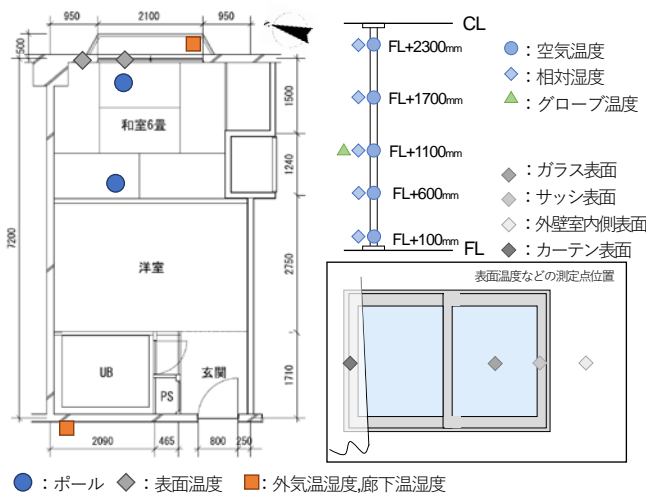 950
2100
950
500
和室6畳
1500
1240
7200
洋室
2750
UB
玄関
PS
1710
2090
465
800
250
CL
FL+2300mm
FL+1700mm
FL+1100mm
FL+600mm
FL+100mm
FL
：空気温度
：相対湿度
：グローブ温度
：ガラス表面
：サッシ表面
：外壁室内側表面
：カーテン表面
表面温度などの測定点位置
：ポール
：表面温度
：外気温湿度,廊下温湿度